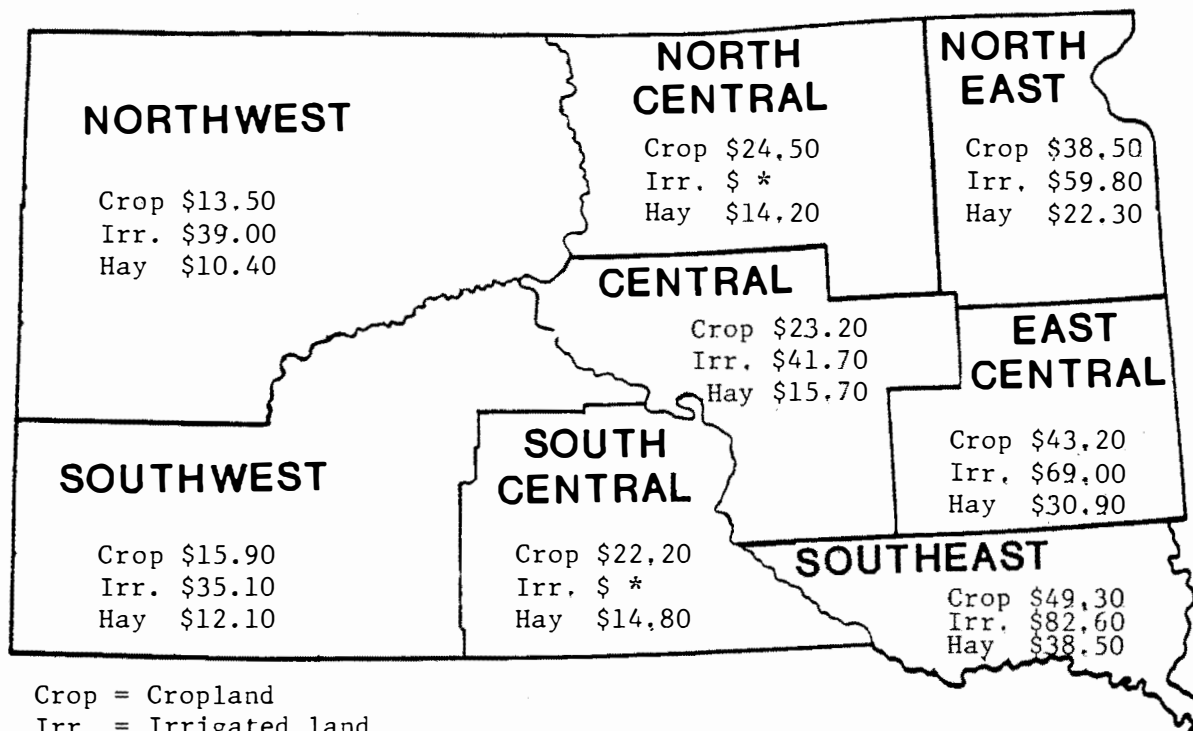 NORTHWEST
Crop $13.50
Irr. $39.00
Hay $10.40
NORTH
CENTRAL
Crop $24.50
Irr. $ *
Hay $14.20
NORTH
EAST
Crop $38.50
Irr. $59.80
Hay $22.30
CENTRAL
Crop $23.20
Irr. $41.70
Hay $15.70
EAST
CENTRAL
Crop $43.20
Irr. $69.00
Hay $30.90
SOUTHWEST
Crop $15.90
Irr. $35.10
Hay $12.10
SOUTH
CENTRAL
Crop $22.20
Irr. $ *
Hay $14.80
SOUTHEAST
Crop $49.30
Irr. $82.60
Hay $38.50
Crop = Cropland
Irr. = Irrigated land